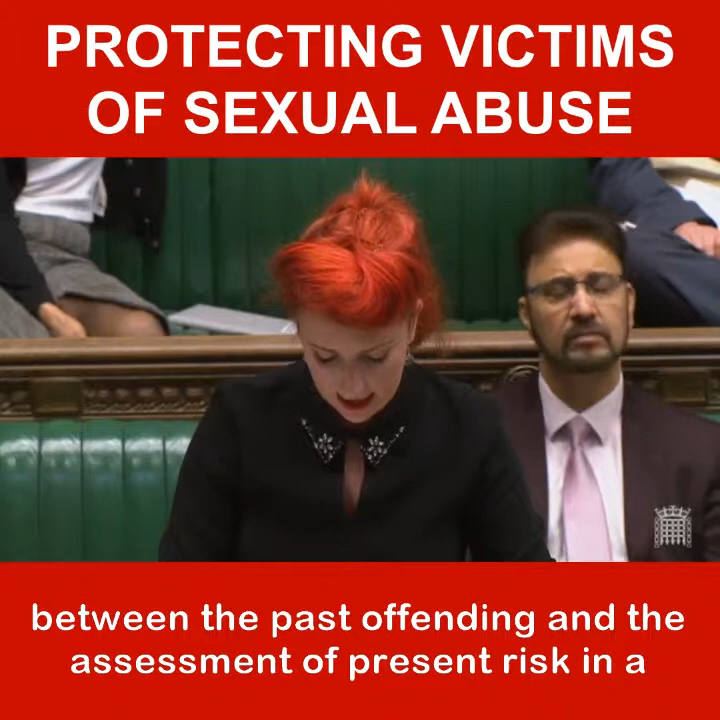 PROTECTING VICTIMS
OF SEXUAL ABUSE
between the past offending and the
assessment of present risk in a